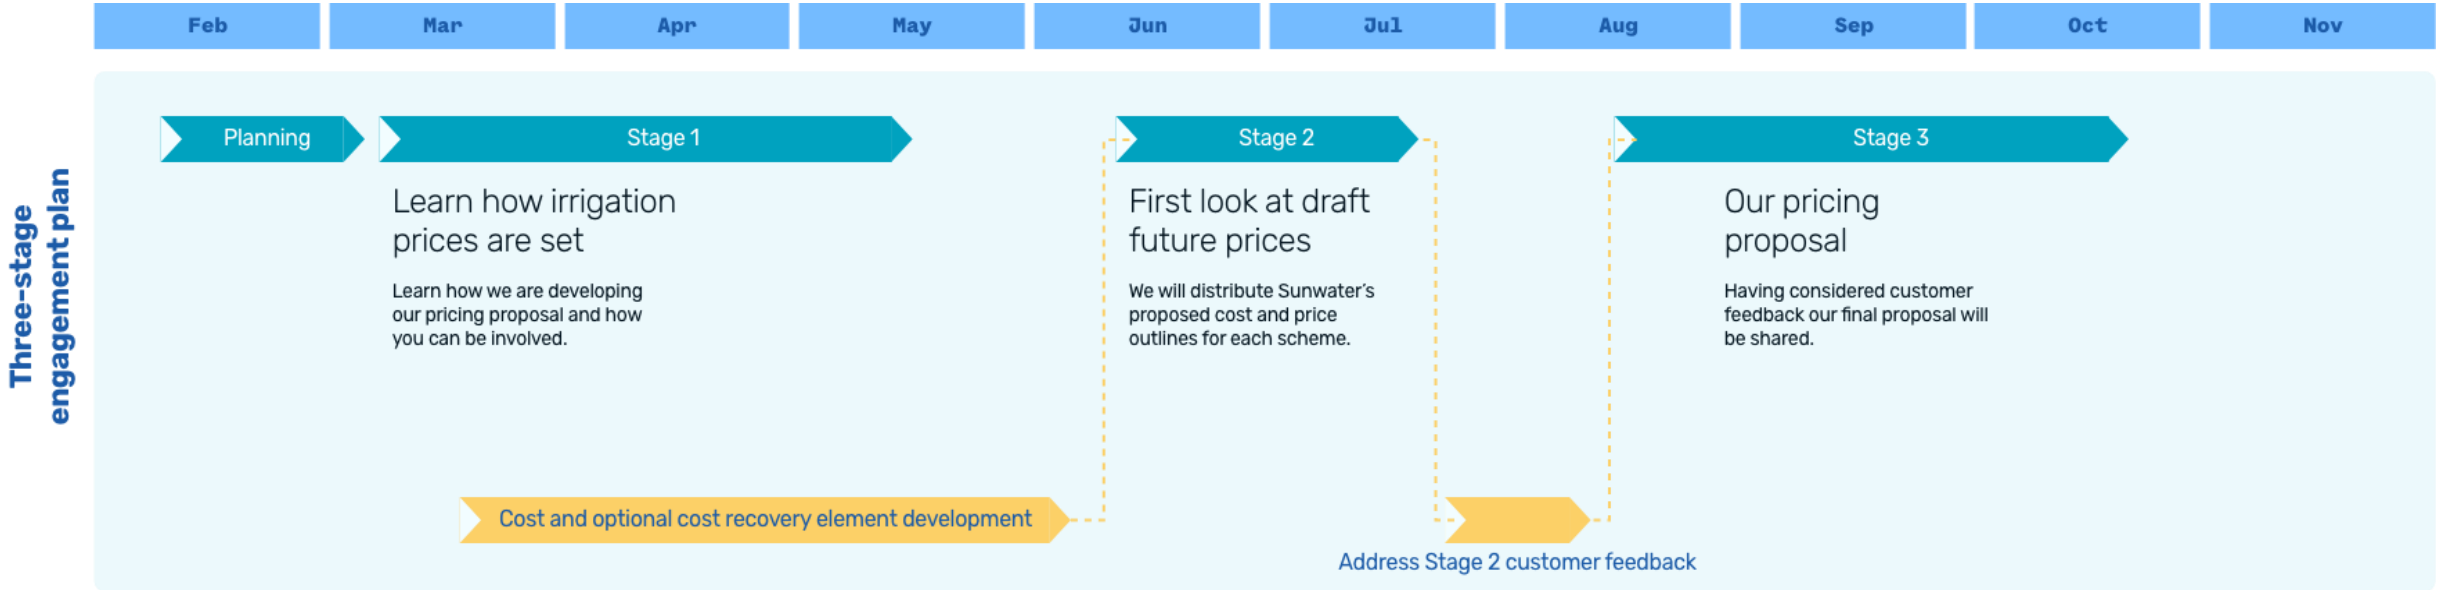 Feb Mar Apr May Jun Jul Aug Sep Oct Nov
Three-stage
engagement plan
Planning
Stage 1
Learn how irrigation
prices are set
Learn how we are developing
our pricing proposal and how
you can be involved.
Stage 2
First look at draft
future prices
We will distribute Sunwater's
proposed cost and price
outlines for each scheme.
Stage 3
Our pricing
proposal
Having considered customer
feedback our final proposal will
be shared.
Cost and optional cost recovery element development
Address Stage 2 customer feedback